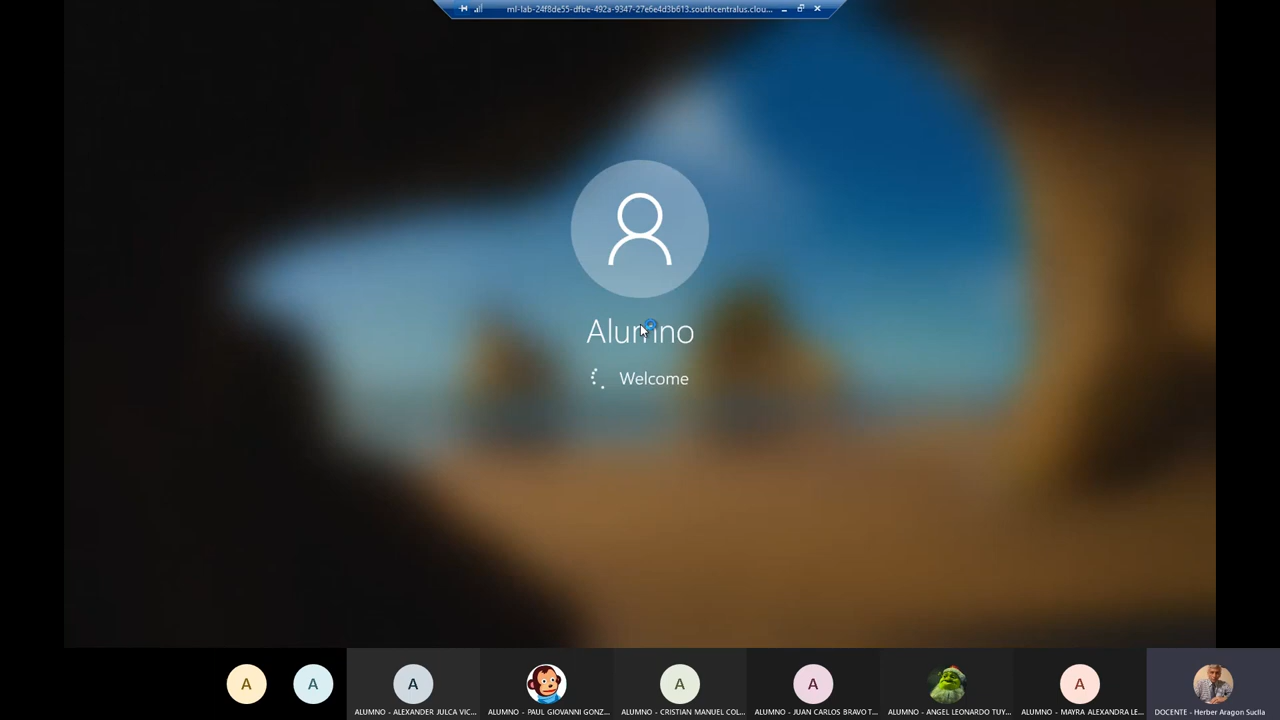 ml-lab-24f8de55-dfbe-492a-9347-27e6e4d3b613.southcentralus.clou...
Alumno
Welcome
A
A
A
A
A
A
ALUMNO - ALEXANDER JULCA VIC...
ALUMNO - PAUL GIOVANNI GONZ...
ALUMNO - CRISTIAN MANUEL COL...
ALUMNO - JUAN CARLOS BRAVO T...
ALUMNO - ANGEL LEONARDO TUY...
ALUMNO - MAYRA ALEXANDRA LE...
DOCENTE - Herber Aragon Suclla